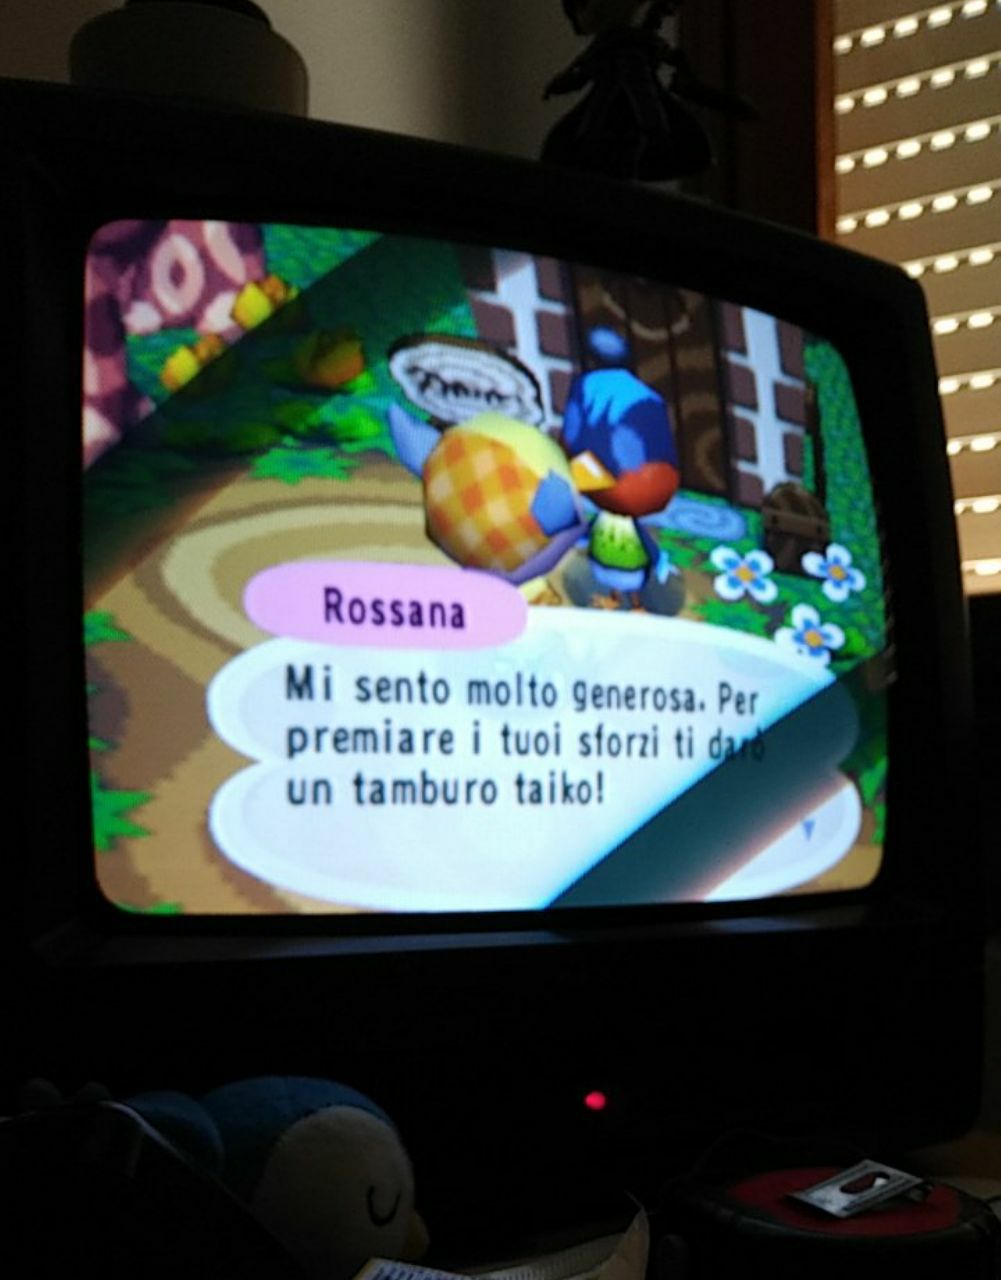 Rossana
Mi sento molto generosa. Per
premiare i tuoi sforzi ti darò
un tamburo taiko!